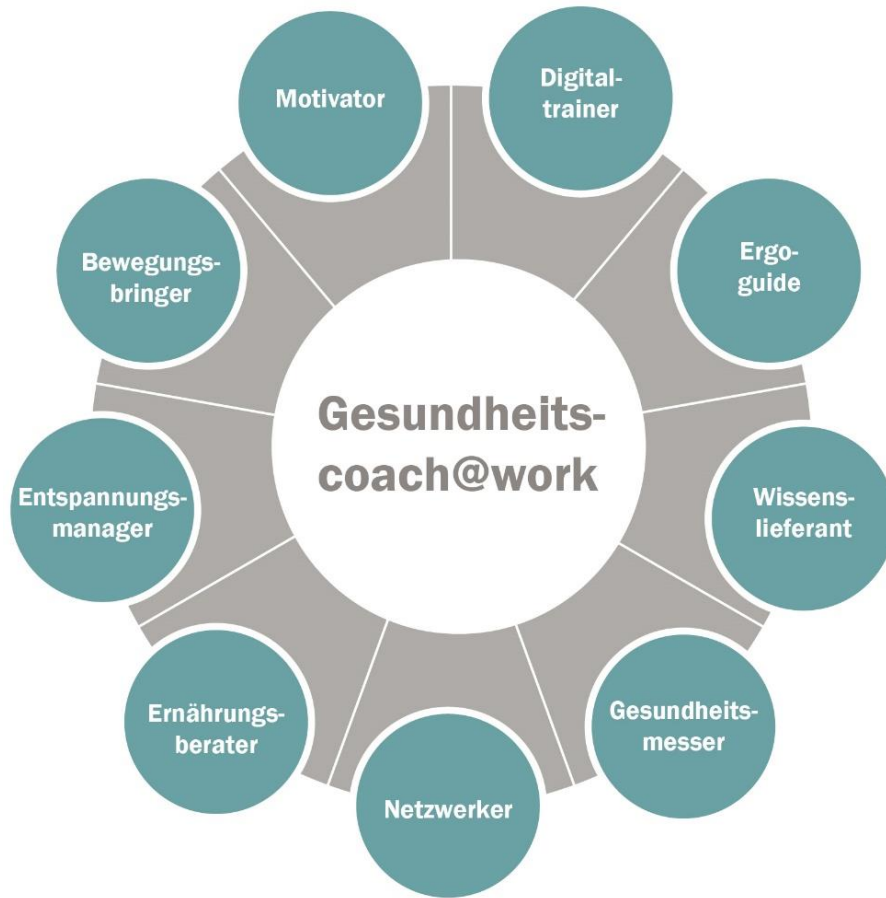 Motivator
Digital-
trainer
Bewegungs-
bringer
Ergo-
guide
Gesundheits-
coach@work
Entspannungs-
manager
Wissens-
lieferant
Ernährungs-
berater
Gesundheits-
messer
Netzwerker